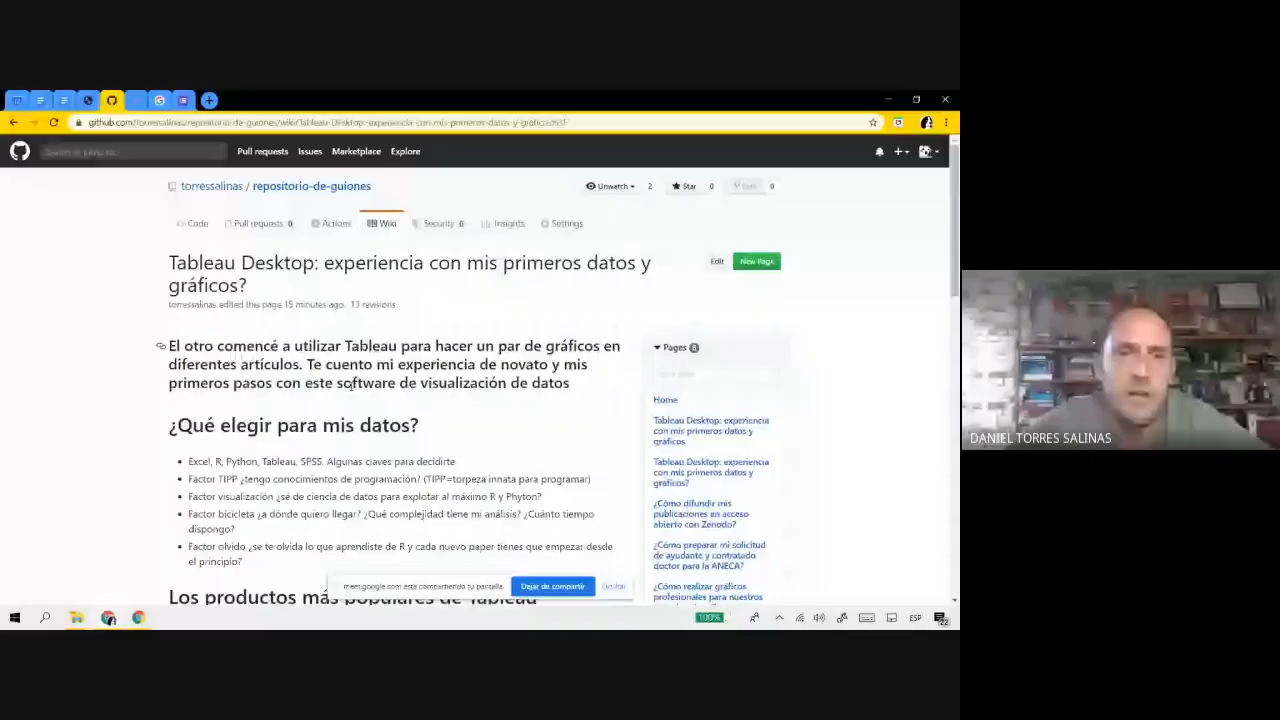 Pull requests Issues Marketplace Explore
torressalinas / repositorio-de-guiones
Unwatch 2 Star 0 0
Code Pull requests 0 Actions Wiki Security 0 Insights Settings
Tableau Desktop: experiencia con mis primeros datos y
gráficos?
Edit New Page
torressalinas edited this page 15 minutes ago · 13 revisions
El otro comencé a utilizar Tableau para hacer un par de gráficos en
diferentes artículos. Te cuento mi experiencia de novato y mis
primeros pasos con este software de visualización de datos
¿Qué elegir para mis datos?
Excel, R, Python, Tableau, SPSS. Algunas claves para decidirte
Factor TIPP ¿tengo conocimientos de programación? (TIPP=torpeza innata para programar)
Factor visualización ¿sé de ciencia de datos para explotar al máximo R y Phyton?
Factor bicicleta ¿a dónde quiero llegar? ¿Qué complejidad tiene mi análisis? ¿Cuánto tiempo
dispongo?
Factor olvido ¿se te olvida lo que aprendiste de R y cada nuevo paper tienes que empezar desde
el principio?
Los productos más populares de Tableau
Pages 8
Home
Tableau Desktop: experiencia
con mis primeros datos y
gráficos
Tableau Desktop: experiencia
con mis primeros datos y
gráficos?
¿Cómo difundir mis
publicaciones en acceso
abierto con Zenodo?
¿Cómo preparar mi solicitud
de ayudante y contratado
doctor para la ANECA?
¿Cómo realizar gráficos
profesionales para nuestros
meet.google.com está compartiendo tu pantalla.
Dejar de compartir
Ocultar
100%
ESP
22
DANIEL TORRES SALINAS